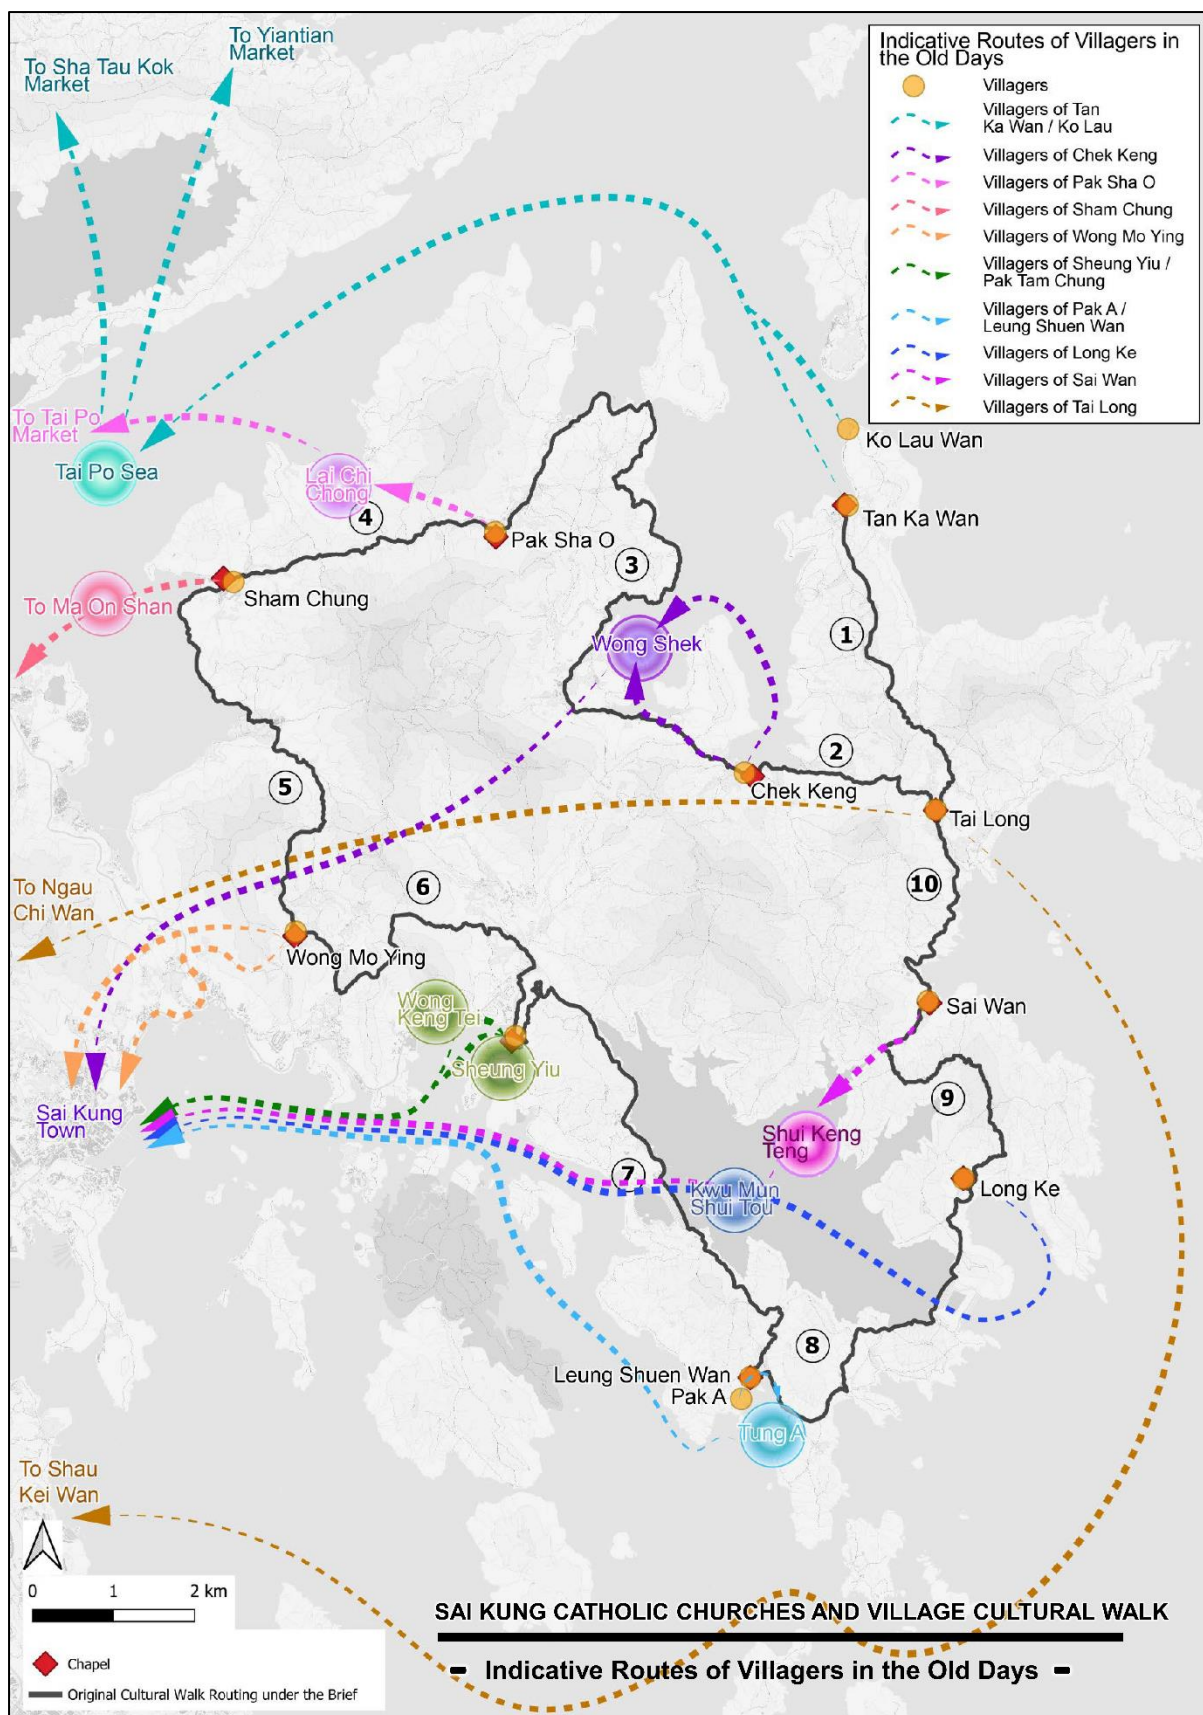 To Yiantian
Market
To Sha Tau Kok
Market
Indicative Routes of Villagers in
the Old Days
Villagers
Villagers of Tan
Ka Wan / Ko Lau
Villagers of Chek Keng
Villagers of Pak Sha O
Villagers of Sham Chung
Villagers of Wong Mo Ying
Villagers of Sheung Yiu /
Pak Tam Chung
Villagers of Pak A /
Leung Shuen Wan
Villagers of Long Ke
Villagers of Sai Wan
Villagers of Tai Long
To Tai Po
Market
Tai Po Sea
Lai Chi
Chong
4
Ko Lau Wan
Tan Ka Wan
Pak Sha O
3
To Ma On Shan
Sham Chung
Wong Shek
1
2
Chek Keng
5
Tai Long
To Ngau
Chi Wan
6
10
Wong Mo Ying
Wong
Keng Tei
Sai Wan
Sheung Yiu
Sai Kung
Town
9
Shui Keng
Teng
7
Kwu Mun
Shui Tou
Long Ke
8
Leung Shuen Wan
Pak A
Tung A
To Shau
Kei Wan
0 1 2 km
SAI KUNG CATHOLIC CHURCHES AND VILLAGE CULTURAL WALK
- Indicative Routes of Villagers in the Old Days -
Chapel
Original Cultural Walk Routing under the Brief